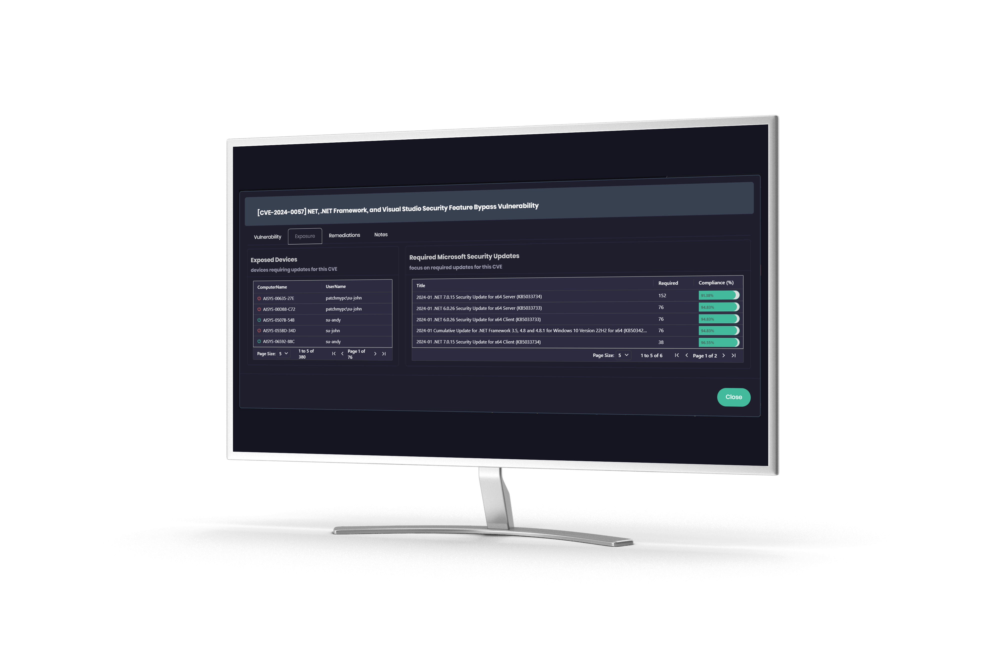 [CVE-2024-0057] NET, .NET Framework, and Visual Studio Security Feature Bypass Vulnerability
Vulnerability
Exposure
Remediations
Notes
Exposed Devices
devices requiring updates for this CVE
ComputerName UserName
AISYS-00635-27E patchmypc\su-john
AISYS-00D88-C72 patchmypc\su-john
AISYS-0507B-54B su-andy
AISYS-055BD-34D su-john
AISYS-06592-88C su-andy
Page Size: 5
1 to 5 of
380
Page 1 of
76
Required Microsoft Security Updates
focus on required updates for this CVE
Title Required Compliance (%)
2024-01 .NET 7.0.15 Security Update for x64 Server (KB5033734) 152 91.38%
2024-01 .NET 6.0.26 Security Update for x64 Server (KB5033733) 76 94.83%
2024-01 .NET 6.0.26 Security Update for x64 Client (KB5033733) 76 94.83%
2024-01 Cumulative Update for .NET Framework 3.5, 4.8 and 4.8.1 for Windows 10 Version 22H2 for x64 (KB50342... 76 94.83%
2024-01 .NET 7.0.15 Security Update for x64 Client (KB5033734) 38 96.55%
Page Size: 5 1 to 5 of 6 Page 1 of 2
Close